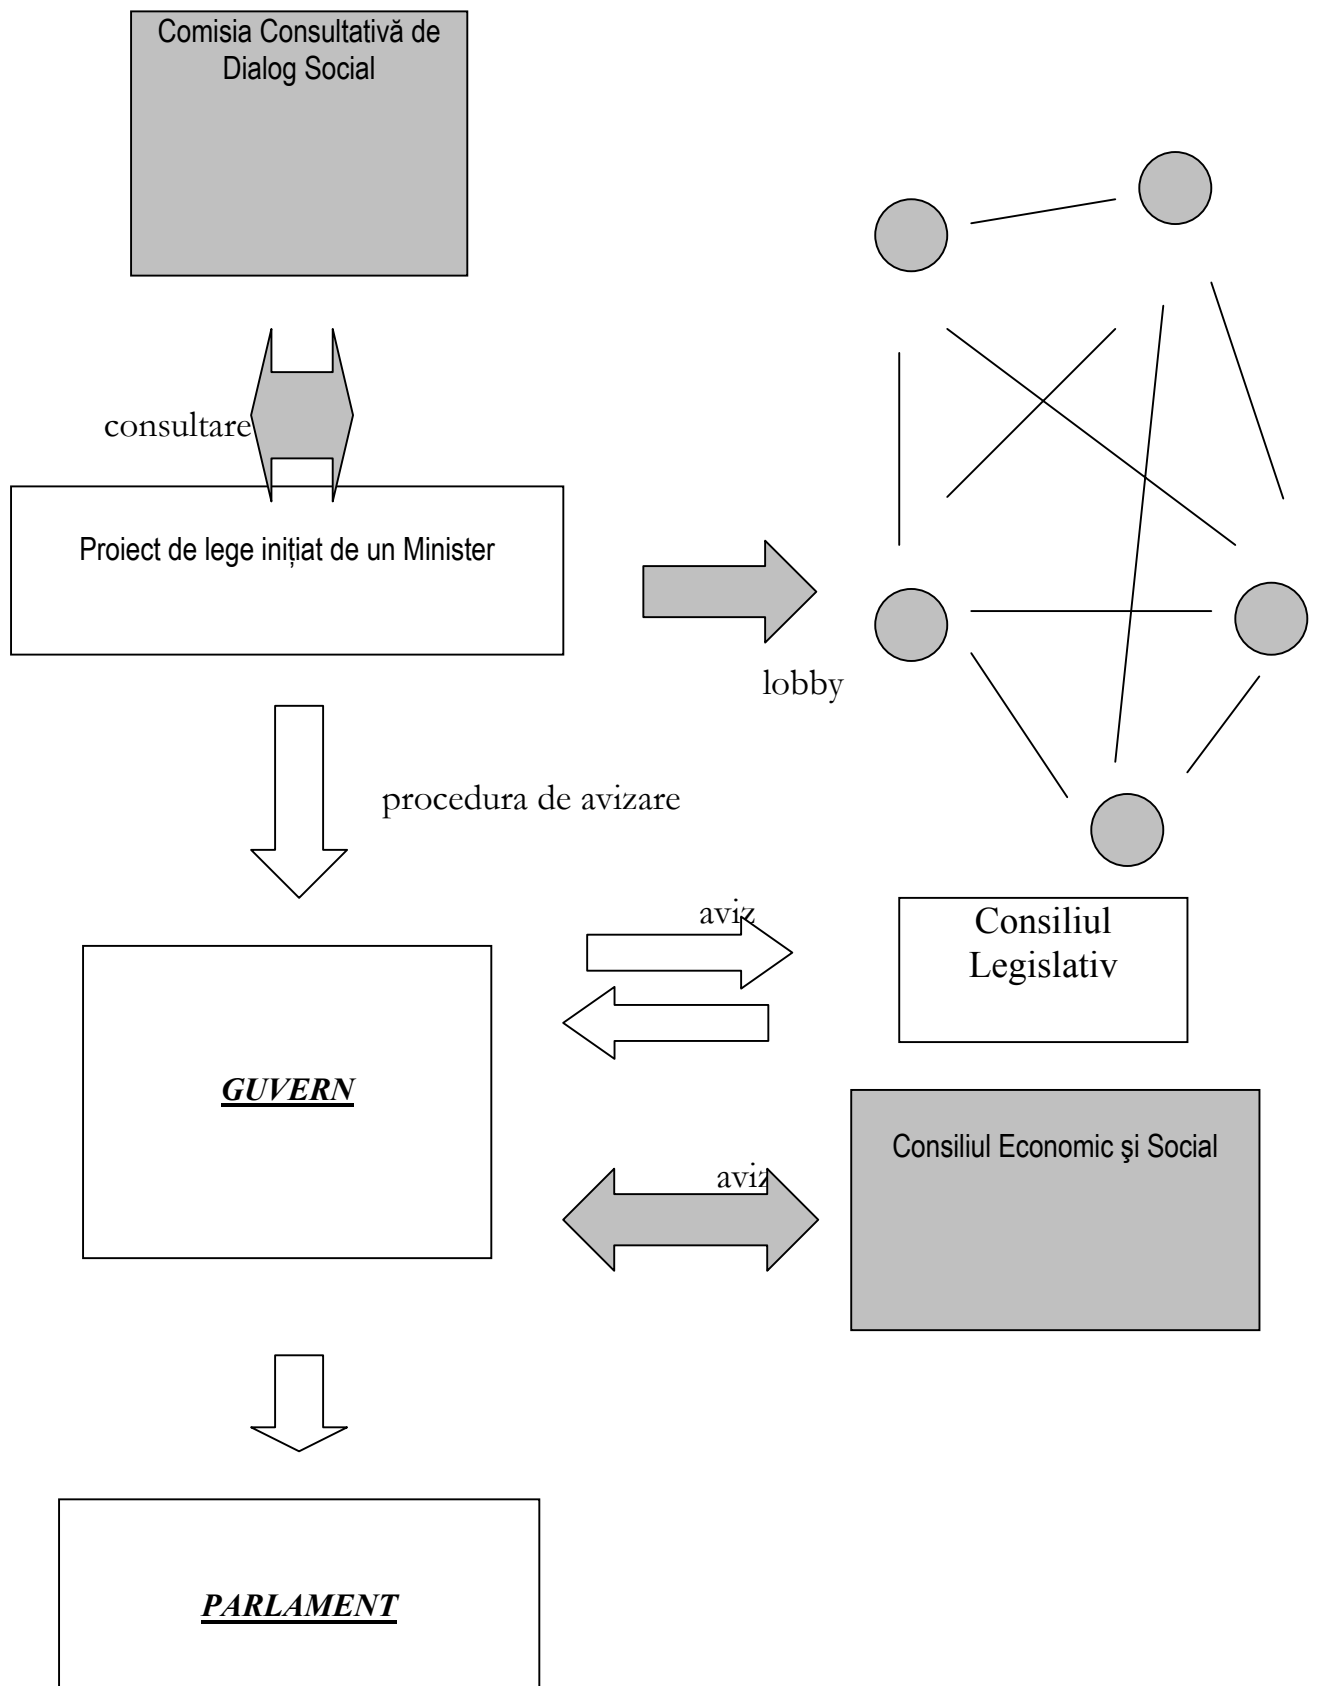 Comisia Consultativă de
Dialog Social
consultare
Proiect de lege inițiat de un Minister
lobby
procedura de avizare
aviz
Consiliul
Legislativ
GUVERN
Consiliul Economic şi Social
aviz
PARLAMENT